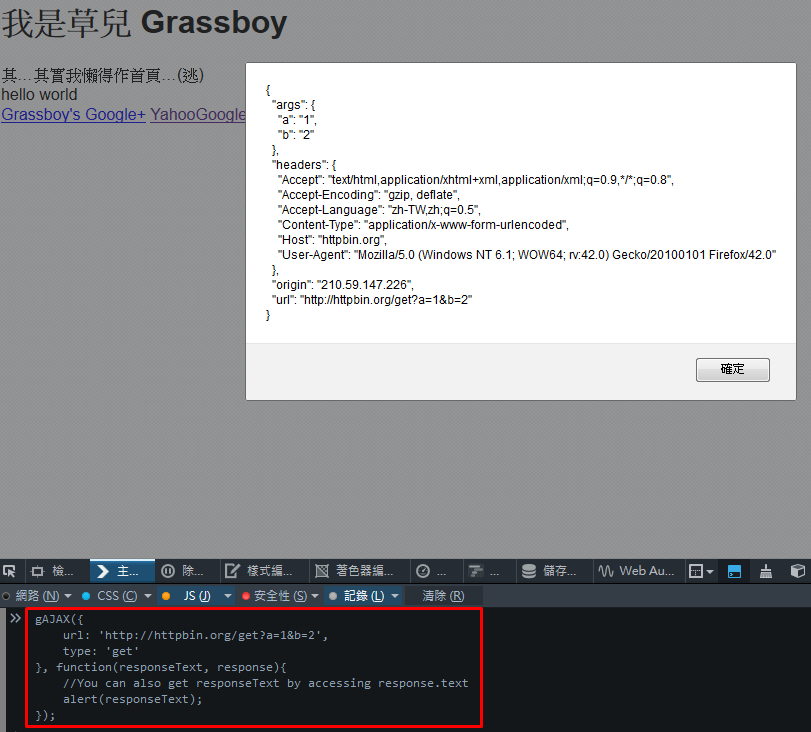 我是草兒 Grassboy
其…其實我懶得作首頁…(逃)
hello world
Grassboy's Google+ YahooGoogle
{
"args": {
"a": "1",
"b": "2"
},
"headers": {
"Accept": "text/html,application/xhtml+xml,application/xml;q=0.9,*/*;q=0.8",
"Accept-Encoding": "gzip, deflate",
"Accept-Language": "zh-TW,zh;q=0.5",
"Content-Type": "application/x-www-form-urlencoded",
"Host": "httpbin.org",
"User-Agent": "Mozilla/5.0 (Windows NT 6.1; WOW64; rv:42.0) Gecko/20100101 Firefox/42.0"
},
"origin": "210.59.147.226",
"url": "http://httpbin.org/get?a=1&b=2"
}
確定
檢... 主... 除... 樣式編... 著色器編... ... ... 儲存... Web Au...
網路 (N) CSS (C) JS (J) 安全性 (S) 記錄 (L) 清除 (R)
gAJAX({
url: 'http://httpbin.org/get?a=1&b=2',
type: 'get'
}, function(responseText, response){
//You can also get responseText by accessing response.text
alert(responseText);
});